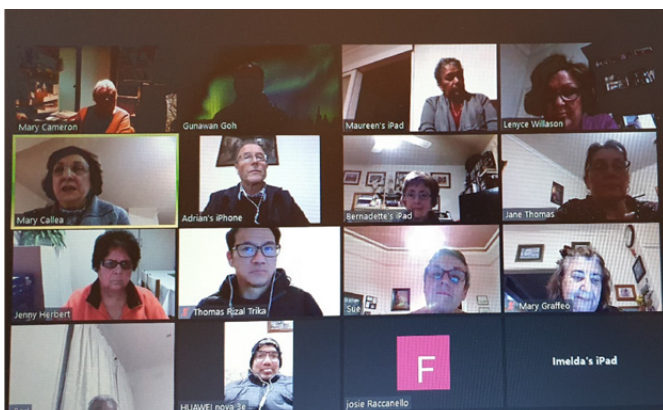 Mary Cameron
Gunawan Goh
Maureen's iPad
Lenyce Willason
Mary Callea
Adrian's iPhone
Bernadette's iPad
Jane Thomas
Jenny Herbert
Thomas Rizal Trika
Sue
Mary Graffeo
HUAWEI nova 3e
F
josie Raccanello
Imelda's iPad